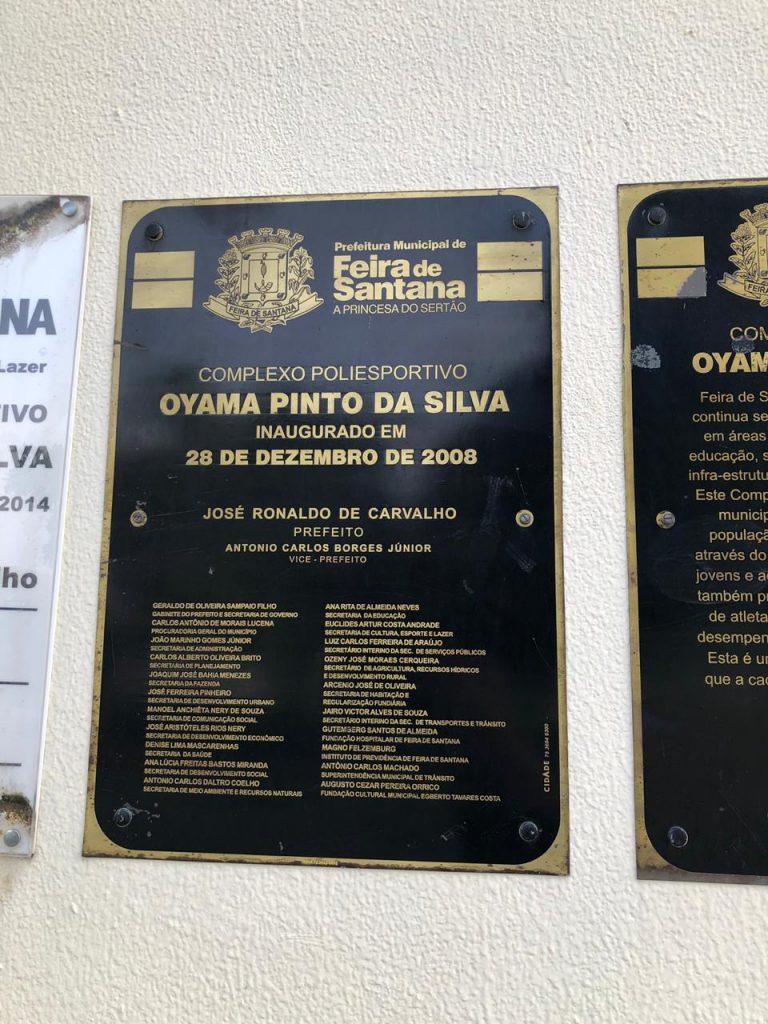 NA
Lazer
TIVO
LVA
2014
lho
FEIRA DE SANTANA
Prefeitura Municipal de
Feira de
Santana
A PRINCESA DO SERTÃO
COMPLEXO POLIESPORTIVO
OYAMA PINTO DA SILVA
INAUGURADO EM
28 DE DEZEMBRO DE 2008
JOSÉ RONALDO DE CARVALHO
PREFEITO
ANTONIO CARLOS BORGES JÚNIOR
VICE - PREFEITO
GERALDO DE OLIVEIRA SAMPAIO FILHO
GABINETE DO PREFEITO E SECRETARIA DE GOVERNO
CARLOS ANTÔNIO DE MORAIS LUCENA
PROCURADORIA GERAL DO MUNICÍPIO
JOÃO MARINHO GOMES JÚNIOR
SECRETARIA DE ADMINISTRAÇÃO
CARLOS ALBERTO OLIVEIRA BRITO
SECRETARIA DE PLANEJAMENTO
JOAQUIM JOSÉ BAHIA MENEZES
SECRETARIA DA FAZENDA
JOSÉ FERREIRA PINHEIRO
SECRETARIA DE DESENVOLVIMENTO URBANO
MANOEL ANCHIÊTA NERY DE SOUZA
SECRETARIA DE COMUNICAÇÃO SOCIAL
JOSÉ ARISTÓTELES RIOS NERY
SECRETARIA DE DESENVOLVIMENTO ECONÔMICO
DENISE LIMA MASCARENHAS
SECRETARIA DA SAÚDE
ANA LÚCIA FREITAS BASTOS MIRANDA
SECRETARIA DE DESENVOLVIMENTO SOCIAL
ANTONIO CARLOS DALTRO COELHO
SECRETARIA DE MEIO AMBIENTE E RECURSOS NATURAIS
ANA RITA DE ALMEIDA NEVES
SECRETARIA DA EDUCAÇÃO
EUCLIDES ARTUR COSTA ANDRADE
SECRETARIA DE CULTURA, ESPORTE E LAZER
LUIZ CARLOS FERREIRA DE ARAÚJO
SECRETÁRIO INTERINO DA SEC. DE SERVIÇOS PÚBLICOS
OZENY JOSÉ MORAES CERQUEIRA
SECRETÁRIO DE AGRICULTURA, RECURSOS HÍDRICOS
E DESENVOLVIMENTO RURAL
ARCENIO JOSÉ DE OLIVEIRA
SECRETARIA DE HABITAÇÃO E
REGULARIZAÇÃO FUNDIÁRIA
JAIRO VICTOR ALVES DE SOUZA
SECRETÁRIO INTERINO DA SEC. DE TRANSPORTES E TRÂNSITO
GUTEMBERG SANTOS DE ALMEIDA
FUNDAÇÃO HOSPITALAR DE FEIRA DE SANTANA
MAGNO FELZEMBURG
INSTITUTO DE PREVIDÊNCIA DE FEIRA DE SANTANA
ANTÔNIO CARLOS MACHADO
SUPERINTENDÊNCIA MUNICIPAL DE TRÂNSITO
AUGUSTO CEZAR PEREIRA ORRICO
FUNDAÇÃO CULTURAL MUNICIPAL EGBERTO TAVARES COSTA
CIDADE
FEIRA
COM
OYAM
Feira de S
continua se
em áreas
educação, s
infra-estrutu
Este Comp
municip
populaçã
através do
jovens e ad
também pr
de atleta
desempen
Esta é um
que a cad